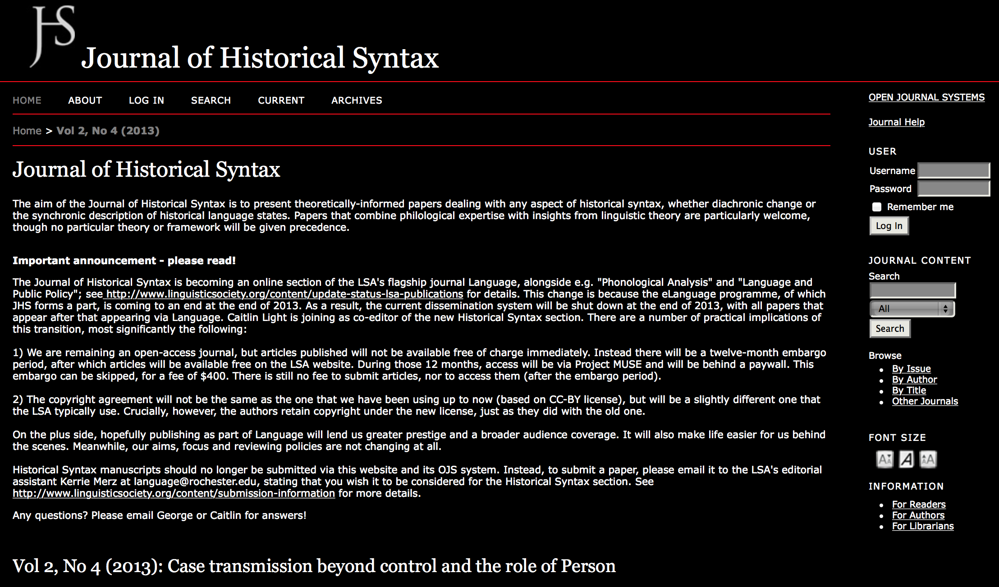 JHS
Journal of Historical Syntax
HOME ABOUT LOG IN SEARCH CURRENT ARCHIVES
Home > Vol 2, No 4 (2013)
Journal of Historical Syntax
The aim of the Journal of Historical Syntax is to present theoretically-informed papers dealing with any aspect of historical syntax, whether diachronic change or
the synchronic description of historical language states. Papers that combine philological expertise with insights from linguistic theory are particularly welcome,
though no particular theory or framework will be given precedence.
Important announcement - please read!
The Journal of Historical Syntax is becoming an online section of the LSA's flagship journal Language, alongside e.g. "Phonological Analysis" and "Language and
Public Policy"; see http://www.linguisticsociety.org/content/update-status-lsa-publications for details. This change is because the eLanguage programme, of which
JHS forms a part, is coming to an end at the end of 2013. As a result, the current dissemination system will be shut down at the end of 2013, with all papers that
appear after that appearing via Language. Caitlin Light is joining as co-editor of the new Historical Syntax section. There are a number of practical implications of
this transition, most significantly the following:
1) We are remaining an open-access journal, but articles published will not be available free of charge immediately. Instead there will be a twelve-month embargo
period, after which articles will be available free on the LSA website. During those 12 months, access will be via Project MUSE and will be behind a paywall. This
embargo can be skipped, for a fee of $400. There is still no fee to submit articles, nor to access them (after the embargo period).
2) The copyright agreement will not be the same as the one that we have been using up to now (based on CC-BY license), but will be a slightly different one that
the LSA typically use. Crucially, however, the authors retain copyright under the new license, just as they did with the old one.
On the plus side, hopefully publishing as part of Language will lend us greater prestige and a broader audience coverage. It will also make life easier for us behind
the scenes. Meanwhile, our aims, focus and reviewing policies are not changing at all.
Historical Syntax manuscripts should no longer be submitted via this website and its OJS system. Instead, to submit a paper, please email it to the LSA's editorial
assistant Kerrie Merz at language@rochester.edu, stating that you wish it to be considered for the Historical Syntax section. See
http://www.linguisticsociety.org/content/submission-information for more details.
Any questions? Please email George or Caitlin for answers!
Vol 2, No 4 (2013): Case transmission beyond control and the role of Person
OPEN JOURNAL SYSTEMS
Journal Help
USER
Username
Password
Remember me
Log In
JOURNAL CONTENT
Search
All
Search
Browse
By Issue
By Author
By Title
Other Journals
FONT SIZE
AA A AA
INFORMATION
For Readers
For Authors
For Librarians